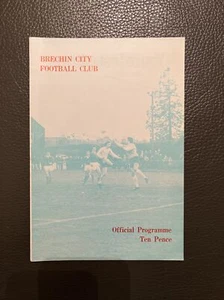 BRECHIN CITY
FOOTBALL CLUB
Official Programme
Ten Pence